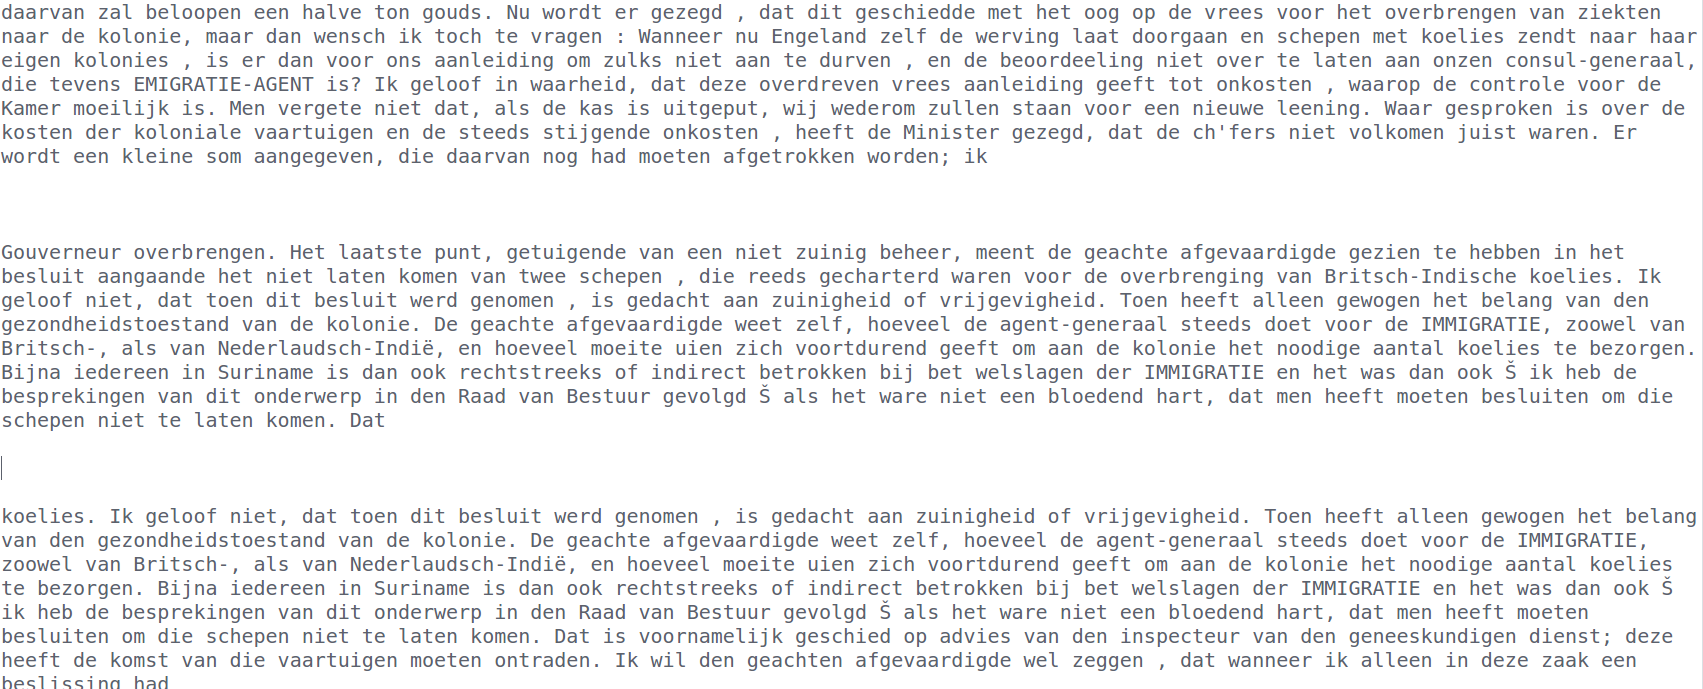 daarvan zal beloopen een halve ton gouds. Nu wordt er gezegd , dat dit geschiedde met het oog op de vrees voor het overbrengen van ziekten
naar de kolonie, maar dan wensch ik toch te vragen : Wanneer nu Engeland zelf de werving laat doorgaan en schepen met koelies zendt naar haar
eigen kolonies , is er dan voor ons aanleiding om zulks niet aan te durven , en de beoordeeling niet over te laten aan onzen consul-generaal,
die tevens EMIGRATIE-AGENT is? Ik geloof in waarheid, dat deze overdreven vrees aanleiding geeft tot onkosten , waarop de controle voor de
Kamer moeilijk is. Men vergete niet dat, als de kas is uitgeput, wij wederom zullen staan voor een nieuwe leening. Waar gesproken is over de
kosten der koloniale vaartuigen en de steeds stijgende onkosten , heeft de Minister gezegd, dat de ch'fers niet volkomen juist waren. Er
wordt een kleine som aangegeven, die daarvan nog had moeten afgetrokken worden; ik
Gouverneur overbrengen. Het laatste punt, getuigende van een niet zuinig beheer, meent de geachte afgevaardigde gezien te hebben in het
besluit aangaande het niet laten komen van twee schepen , die reeds gecharterd waren voor de overbrenging van Britsch-Indische koelies. Ik
geloof niet, dat toen dit besluit werd genomen , is gedacht aan zuinigheid of vrijgevigheid. Toen heeft alleen gewogen het belang van den
gezondheidstoestand van de kolonie. De geachte afgevaardigde weet zelf, hoeveel de agent-generaal steeds doet voor de IMMIGRATIE, zoowel van
Britsch-, als van Nederlaudsch-Indië, en hoeveel moeite uien zich voortdurend geeft om aan de kolonie het noodige aantal koelies te bezorgen.
Bijna iedereen in Suriname is dan ook rechtstreeks of indirect betrokken bij bet welslagen der IMMIGRATIE en het was dan ook Š ik heb de
besprekingen van dit onderwerp in den Raad van Bestuur gevolgd Š als het ware niet een bloedend hart, dat men heeft moeten besluiten om die
schepen niet te laten komen. Dat
koelies. Ik geloof niet, dat toen dit besluit werd genomen , is gedacht aan zuinigheid of vrijgevigheid. Toen heeft alleen gewogen het belang
van den gezondheidstoestand van de kolonie. De geachte afgevaardigde weet zelf, hoeveel de agent-generaal steeds doet voor de IMMIGRATIE,
zoowel van Britsch-, als van Nederlaudsch-Indië, en hoeveel moeite uien zich voortdurend geeft om aan de kolonie het noodige aantal koelies
te bezorgen. Bijna iedereen in Suriname is dan ook rechtstreeks of indirect betrokken bij bet welslagen der IMMIGRATIE en het was dan ook Š
ik heb de besprekingen van dit onderwerp in den Raad van Bestuur gevolgd Š als het ware niet een bloedend hart, dat men heeft moeten
besluiten om die schepen niet te laten komen. Dat is voornamelijk geschied op advies van den inspecteur van den geneeskundigen dienst; deze
heeft de komst van die vaartuigen moeten ontraden. Ik wil den geachten afgevaardigde wel zeggen , dat wanneer ik alleen in deze zaak een
beslissing had